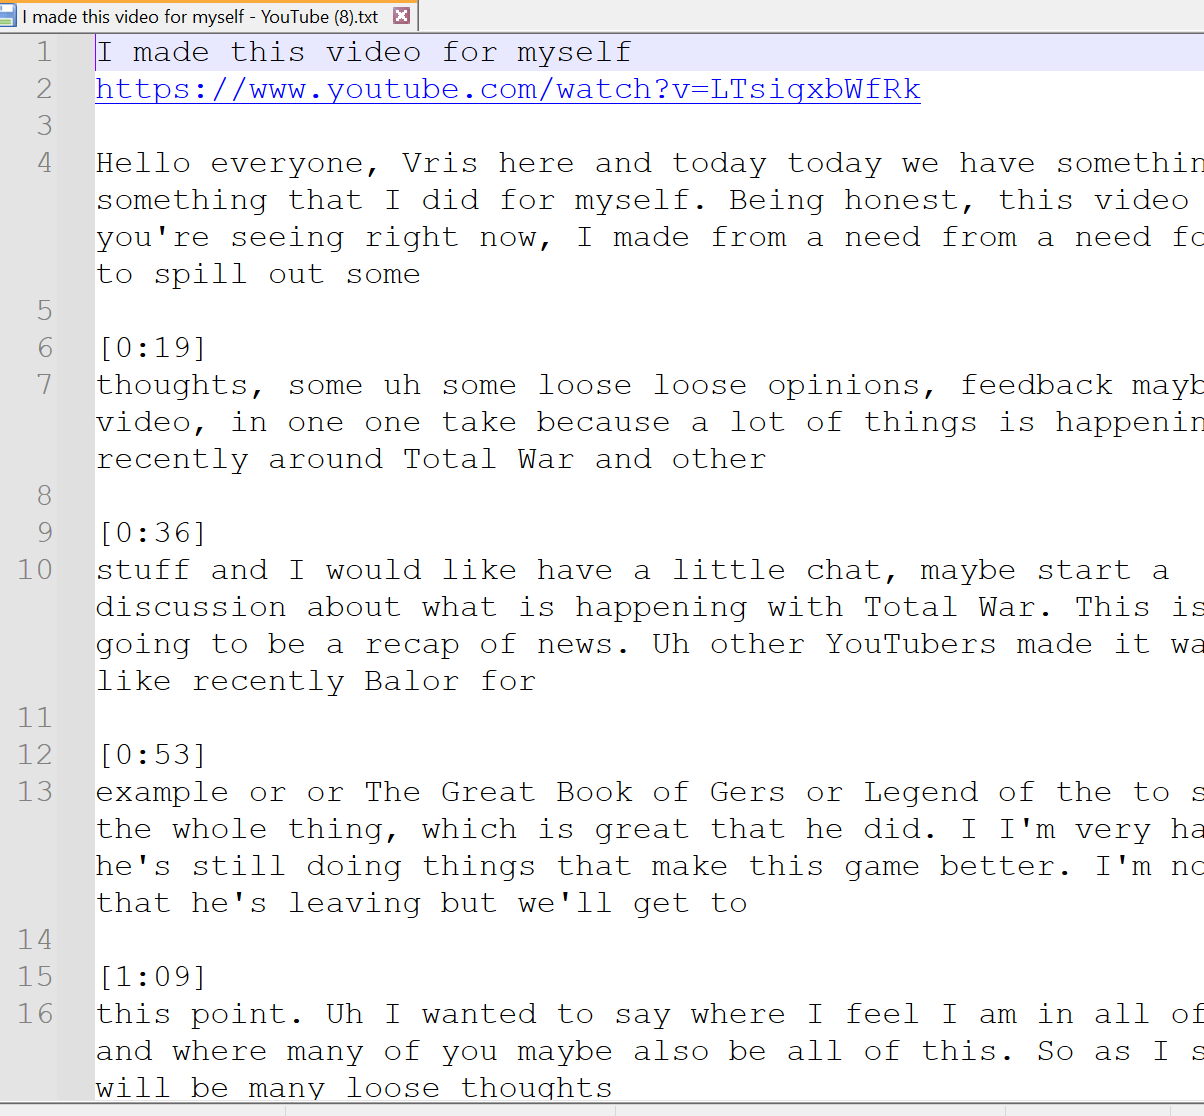 I made this video for myself - YouTube (8).txt
1 I made this video for myself
2 https://www.youtube.com/watch?v=LTsigxbWfRk
3
4 Hello everyone, Vris here and today today we have somethin
something that I did for myself. Being honest, this video
you're seeing right now, I made from a need from a need fo
to spill out some
5
6 [0:19]
7 thoughts, some uh some loose loose opinions, feedback mayb
video, in one one take because a lot of things is happenin
recently around Total War and other
8
9 [0:36]
10 stuff and I would like have a little chat, maybe start a
discussion about what is happening with Total War. This is
going to be a recap of news. Uh other YouTubers made it wa
like recently Balor for
11
12 [0:53]
13 example or or The Great Book of Gers or Legend of the to s
the whole thing, which is great that he did. I I'm very ha
he's still doing things that make this game better. I'm no
that he's leaving but we'll get to
14
15 [1:09]
16 this point. Uh I wanted to say where I feel I am in all of
and where many of you maybe also be all of this. So as I s
will be many loose thoughts